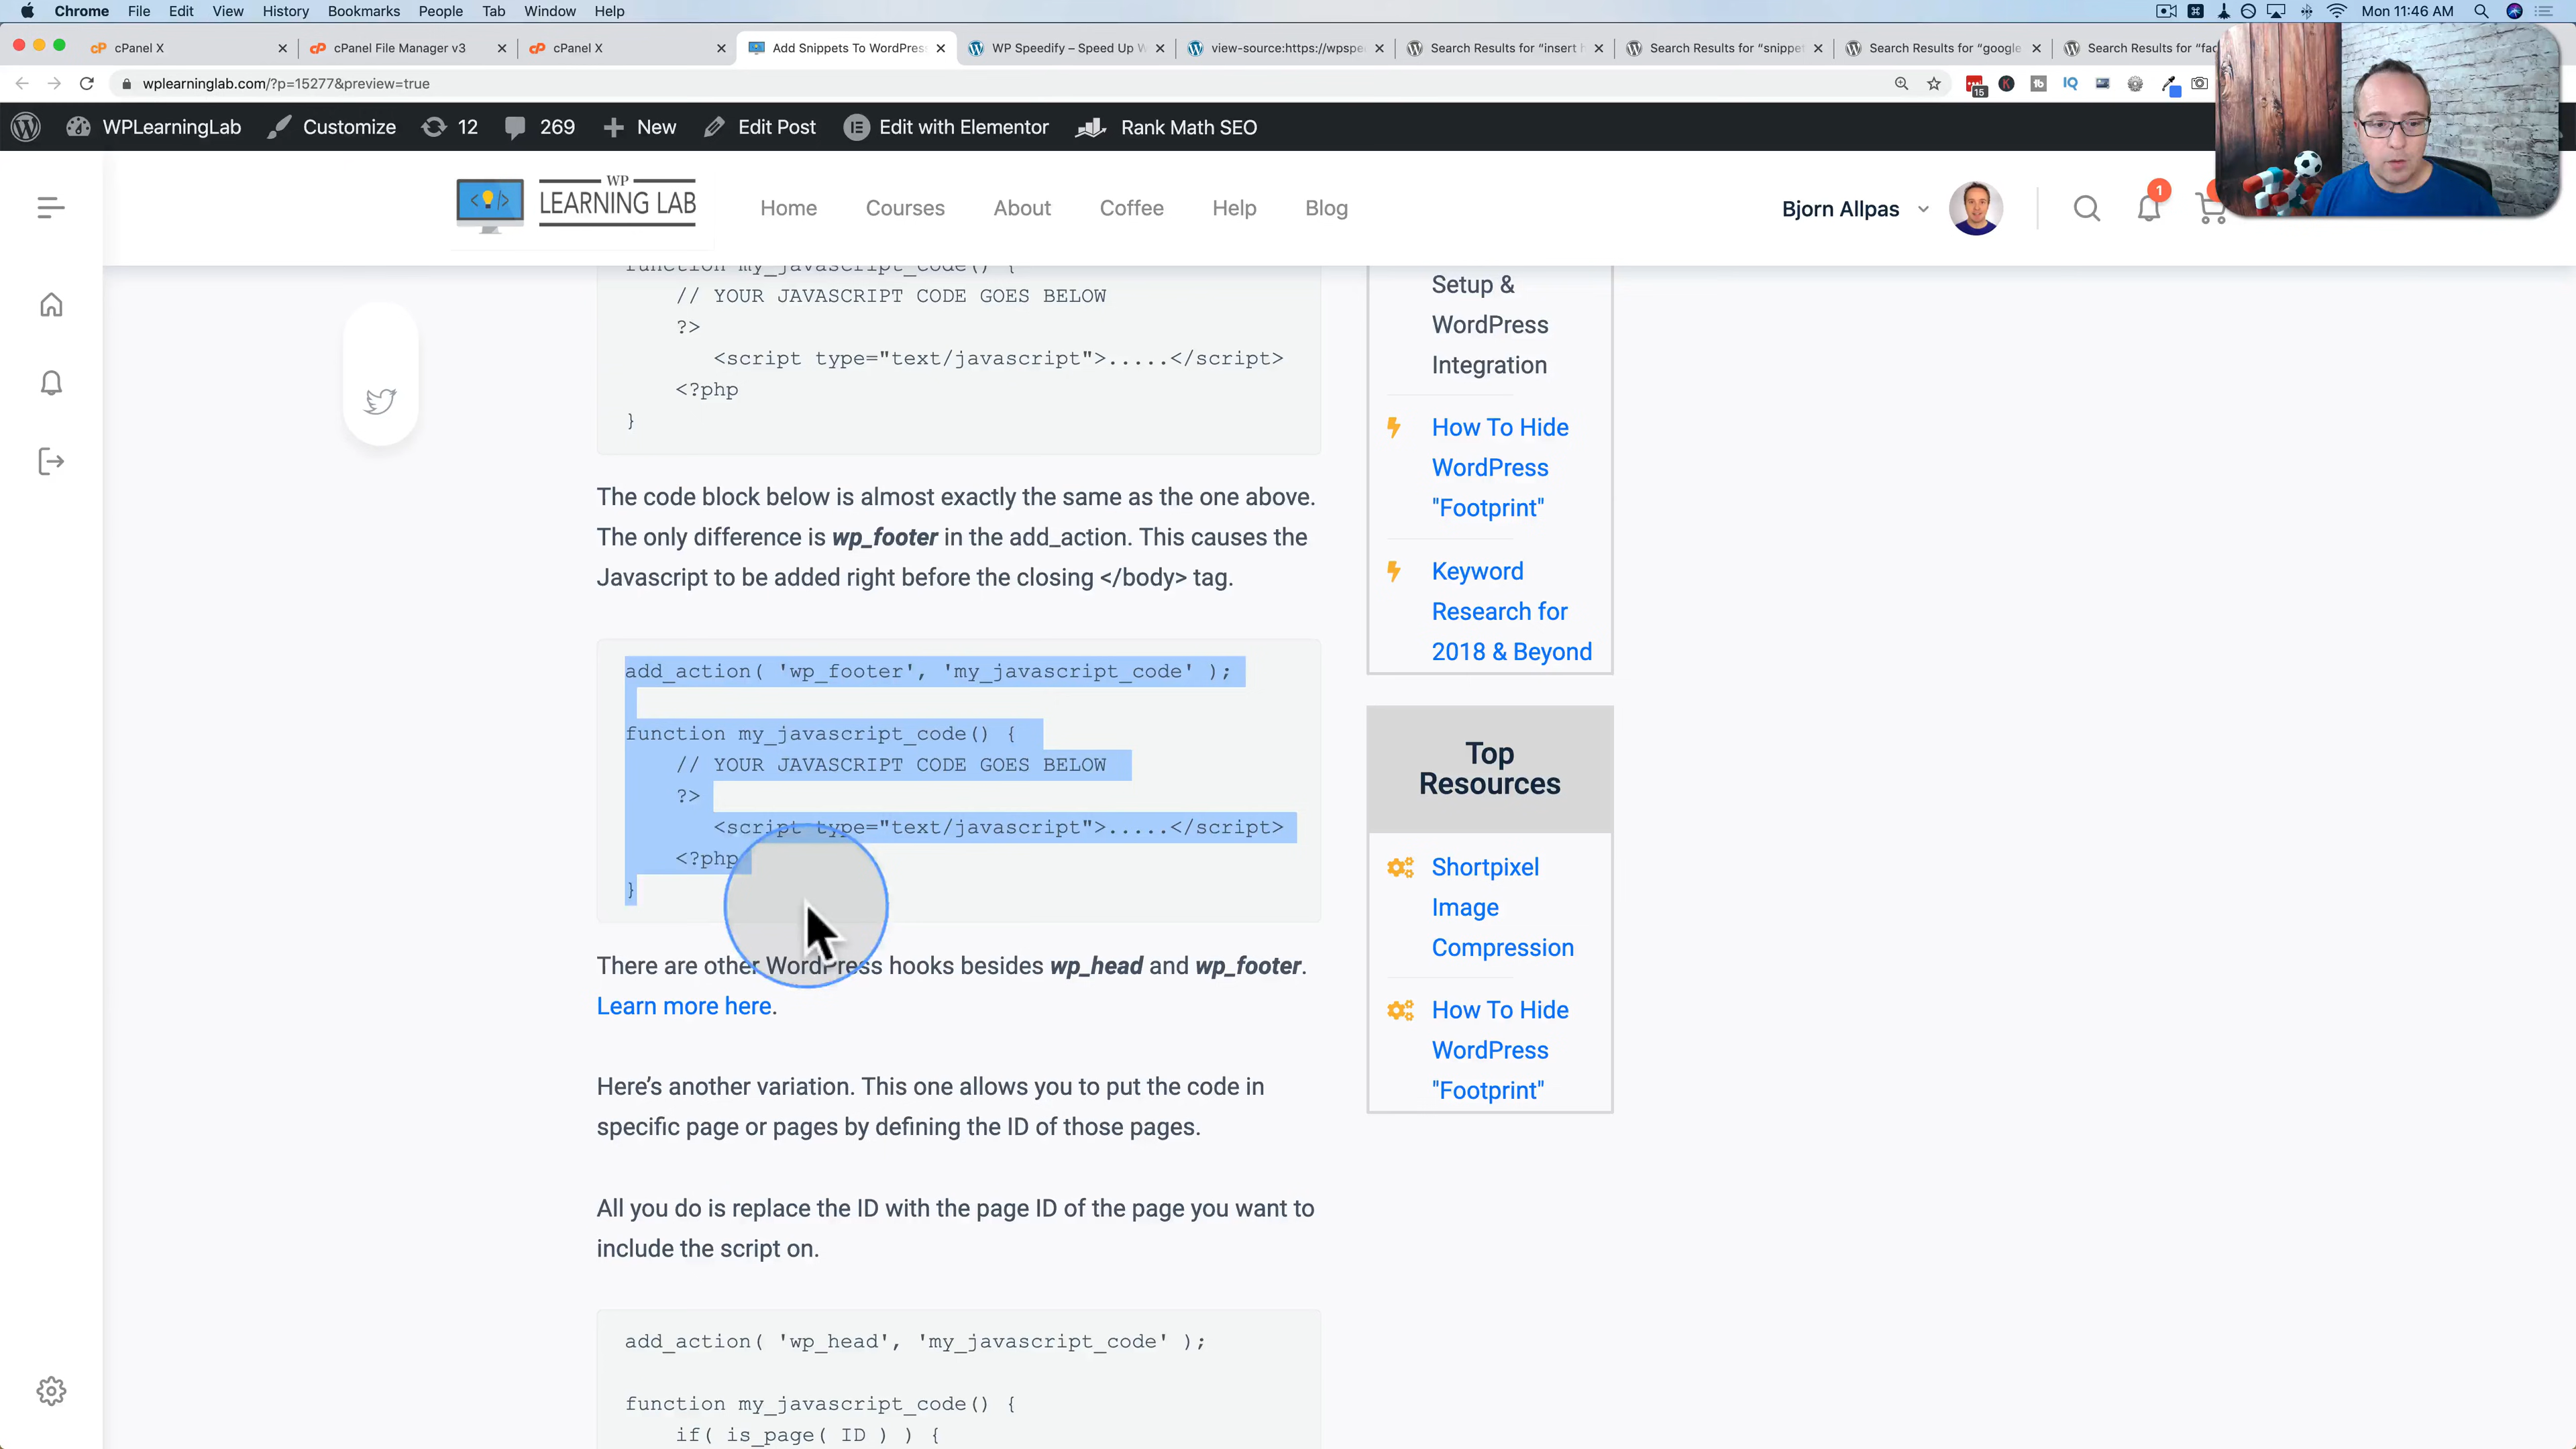 Chrome File Edit View History Bookmarks People Tab Window Help Mon 11:46 AM
cPanel X
cPanel File Manager v3
cPanel X
Add Snippets To WordPress
WP Speedify – Speed Up W
view-source:https://wpspee
Search Results for "insert h
Search Results for "snippet
Search Results for "google
Search Results for "fac
wplearninglab.com/?p=15277&preview=true
15
IQ
WPLearningLab Customize 12 269 New Edit Post Edit with Elementor Rank Math SEO
WP
LEARNING LAB
Home Courses About Coffee Help Blog
Bjorn Allpas
1
function my_javascript_code() {
// YOUR JAVASCRIPT CODE GOES BELOW
?>
<script type="text/javascript">.....</script>
<?php
}
The code block below is almost exactly the same as the one above.
The only difference is wp_footer in the add_action. This causes the
Javascript to be added right before the closing </body> tag.
add_action( 'wp_footer', 'my_javascript_code' );
function my_javascript_code() {
// YOUR JAVASCRIPT CODE GOES BELOW
?>
<script type="text/javascript">.....</script>
<?php
}
There are other WordPress hooks besides wp_head and wp_footer.
Learn more here.
Here's another variation. This one allows you to put the code in
specific page or pages by defining the ID of those pages.
All you do is replace the ID with the page ID of the page you want to
include the script on.
add_action( 'wp_head', 'my_javascript_code' );
function my_javascript_code() {
if( is_page( ID ) ) {
Setup &
WordPress
Integration
How To Hide
WordPress
"Footprint"
Keyword
Research for
2018 & Beyond
Top
Resources
Shortpixel
Image
Compression
How To Hide
WordPress
"Footprint"